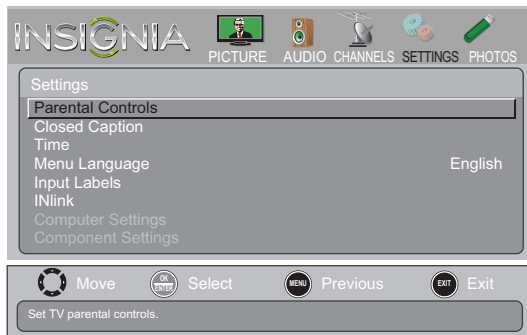 INSIGNIA PICTURE AUDIO CHANNELS SETTINGS PHOTOS
Settings
Parental Controls
Closed Caption
Time
Menu Language English
Input Labels
INlink
Computer Settings
Component Settings
Move OK ENTER Select MENU Previous EXIT Exit
Set TV parental controls.